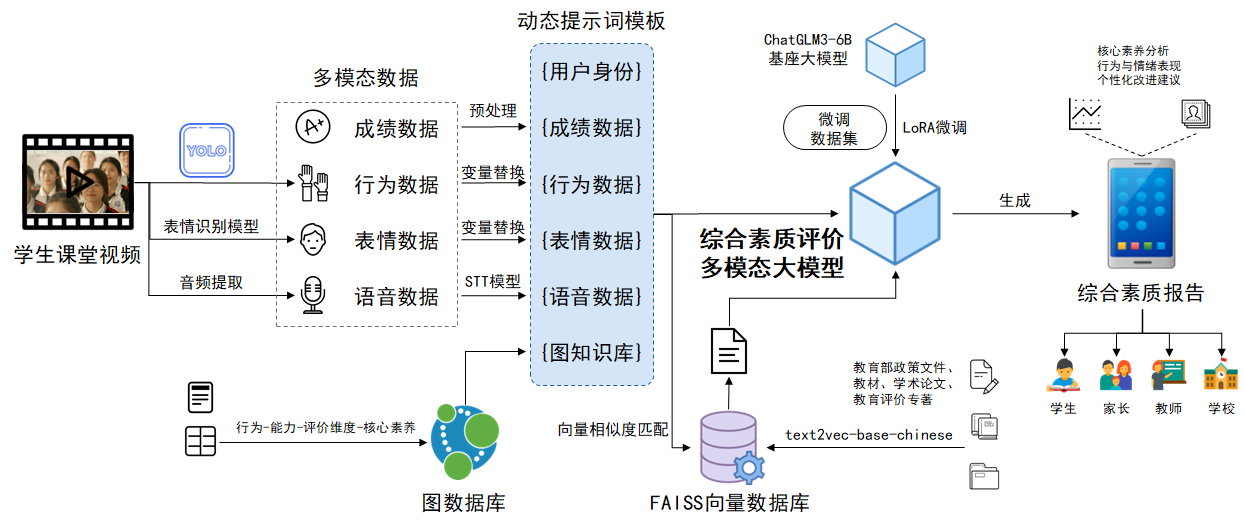 动态提示词模板
ChatGLM3-6B
基座大模型
核心素养分析
行为与情绪表现
个性化改进建议
多模态数据
{用户身份}
A+
成绩数据
预处理
{成绩数据}
微调
数据集
LoRA微调
YOLO
行为数据
变量替换
{行为数据}
学生课堂视频
表情识别模型
表情数据
变量替换
{表情数据}
综合素质评价
多模态大模型
生成
音频提取
语音数据
STT模型
{语音数据}
综合素质报告
{图知识库}
教育部政策文件、
教材、学术论文、
教育评价专著
学生
家长
教师
学校
行为-能力-评价维度-核心素养
向量相似度匹配
text2vec-base-chinese
图数据库
FAISS向量数据库